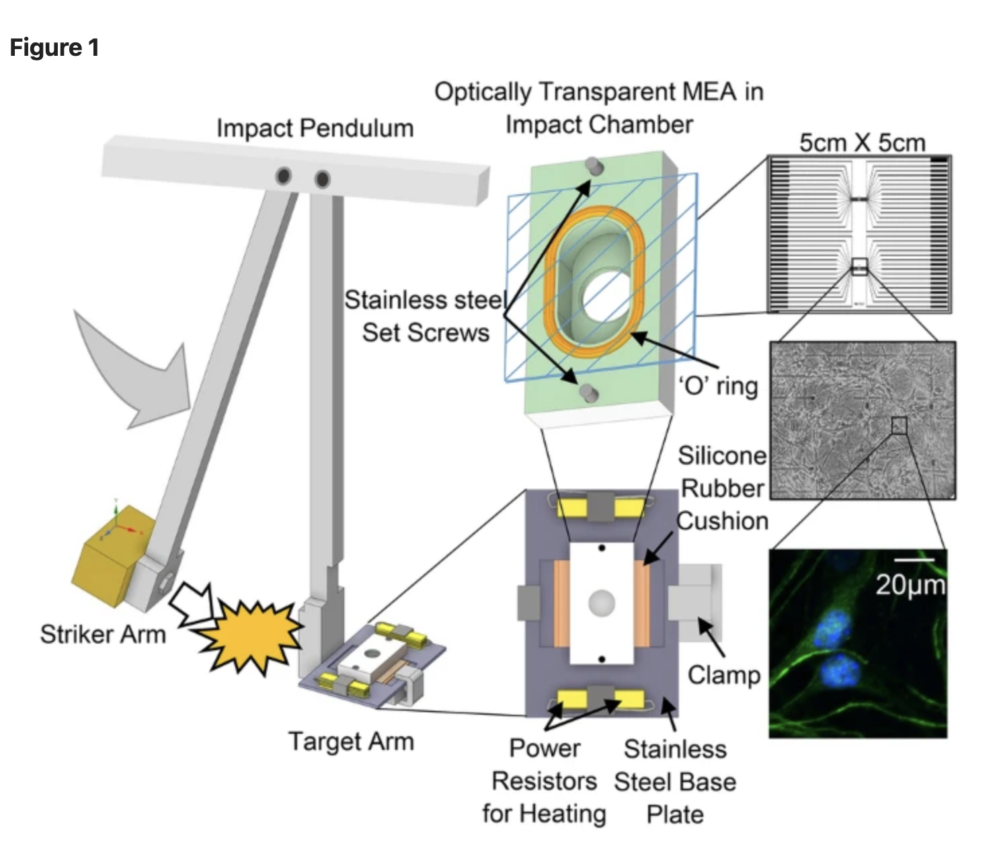 Figure 1
Optically Transparent MEA in
Impact Chamber
Impact Pendulum
5cm X 5cm
Stainless steel
Set Screws
‘O’ ring
Silicone
Rubber
Cushion
20µm
Striker Arm
Clamp
Target Arm
Power
Resistors
for Heating
Stainless
Steel Base
Plate